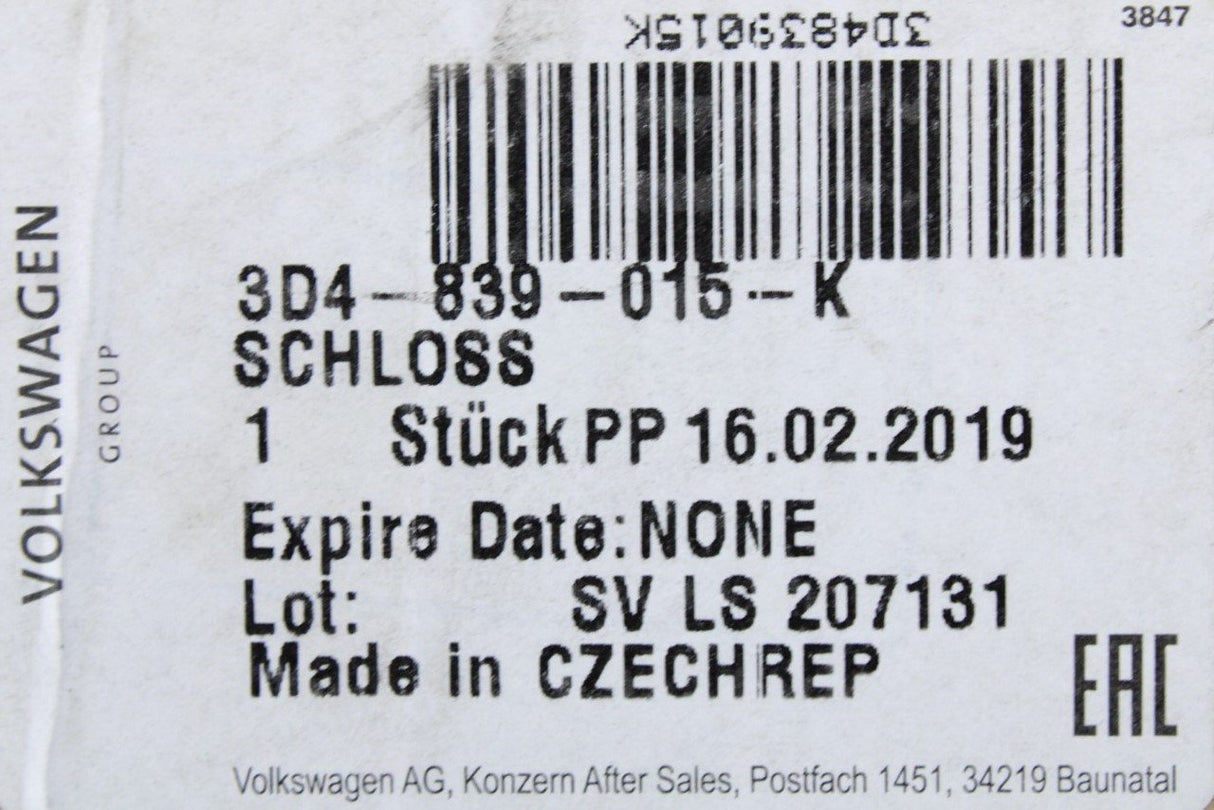 3847
3D4839015K
3D4-839-015-K
SCHLOSS
1 Stück PP 16.02.2019
Expire Date:NONE
Lot: SV LS 207131
Made in CZECHREP
EAC
Volkswagen AG, Konzern After Sales, Postfach 1451, 34219 Baunatal
VOLKSWAGEN
GROUP